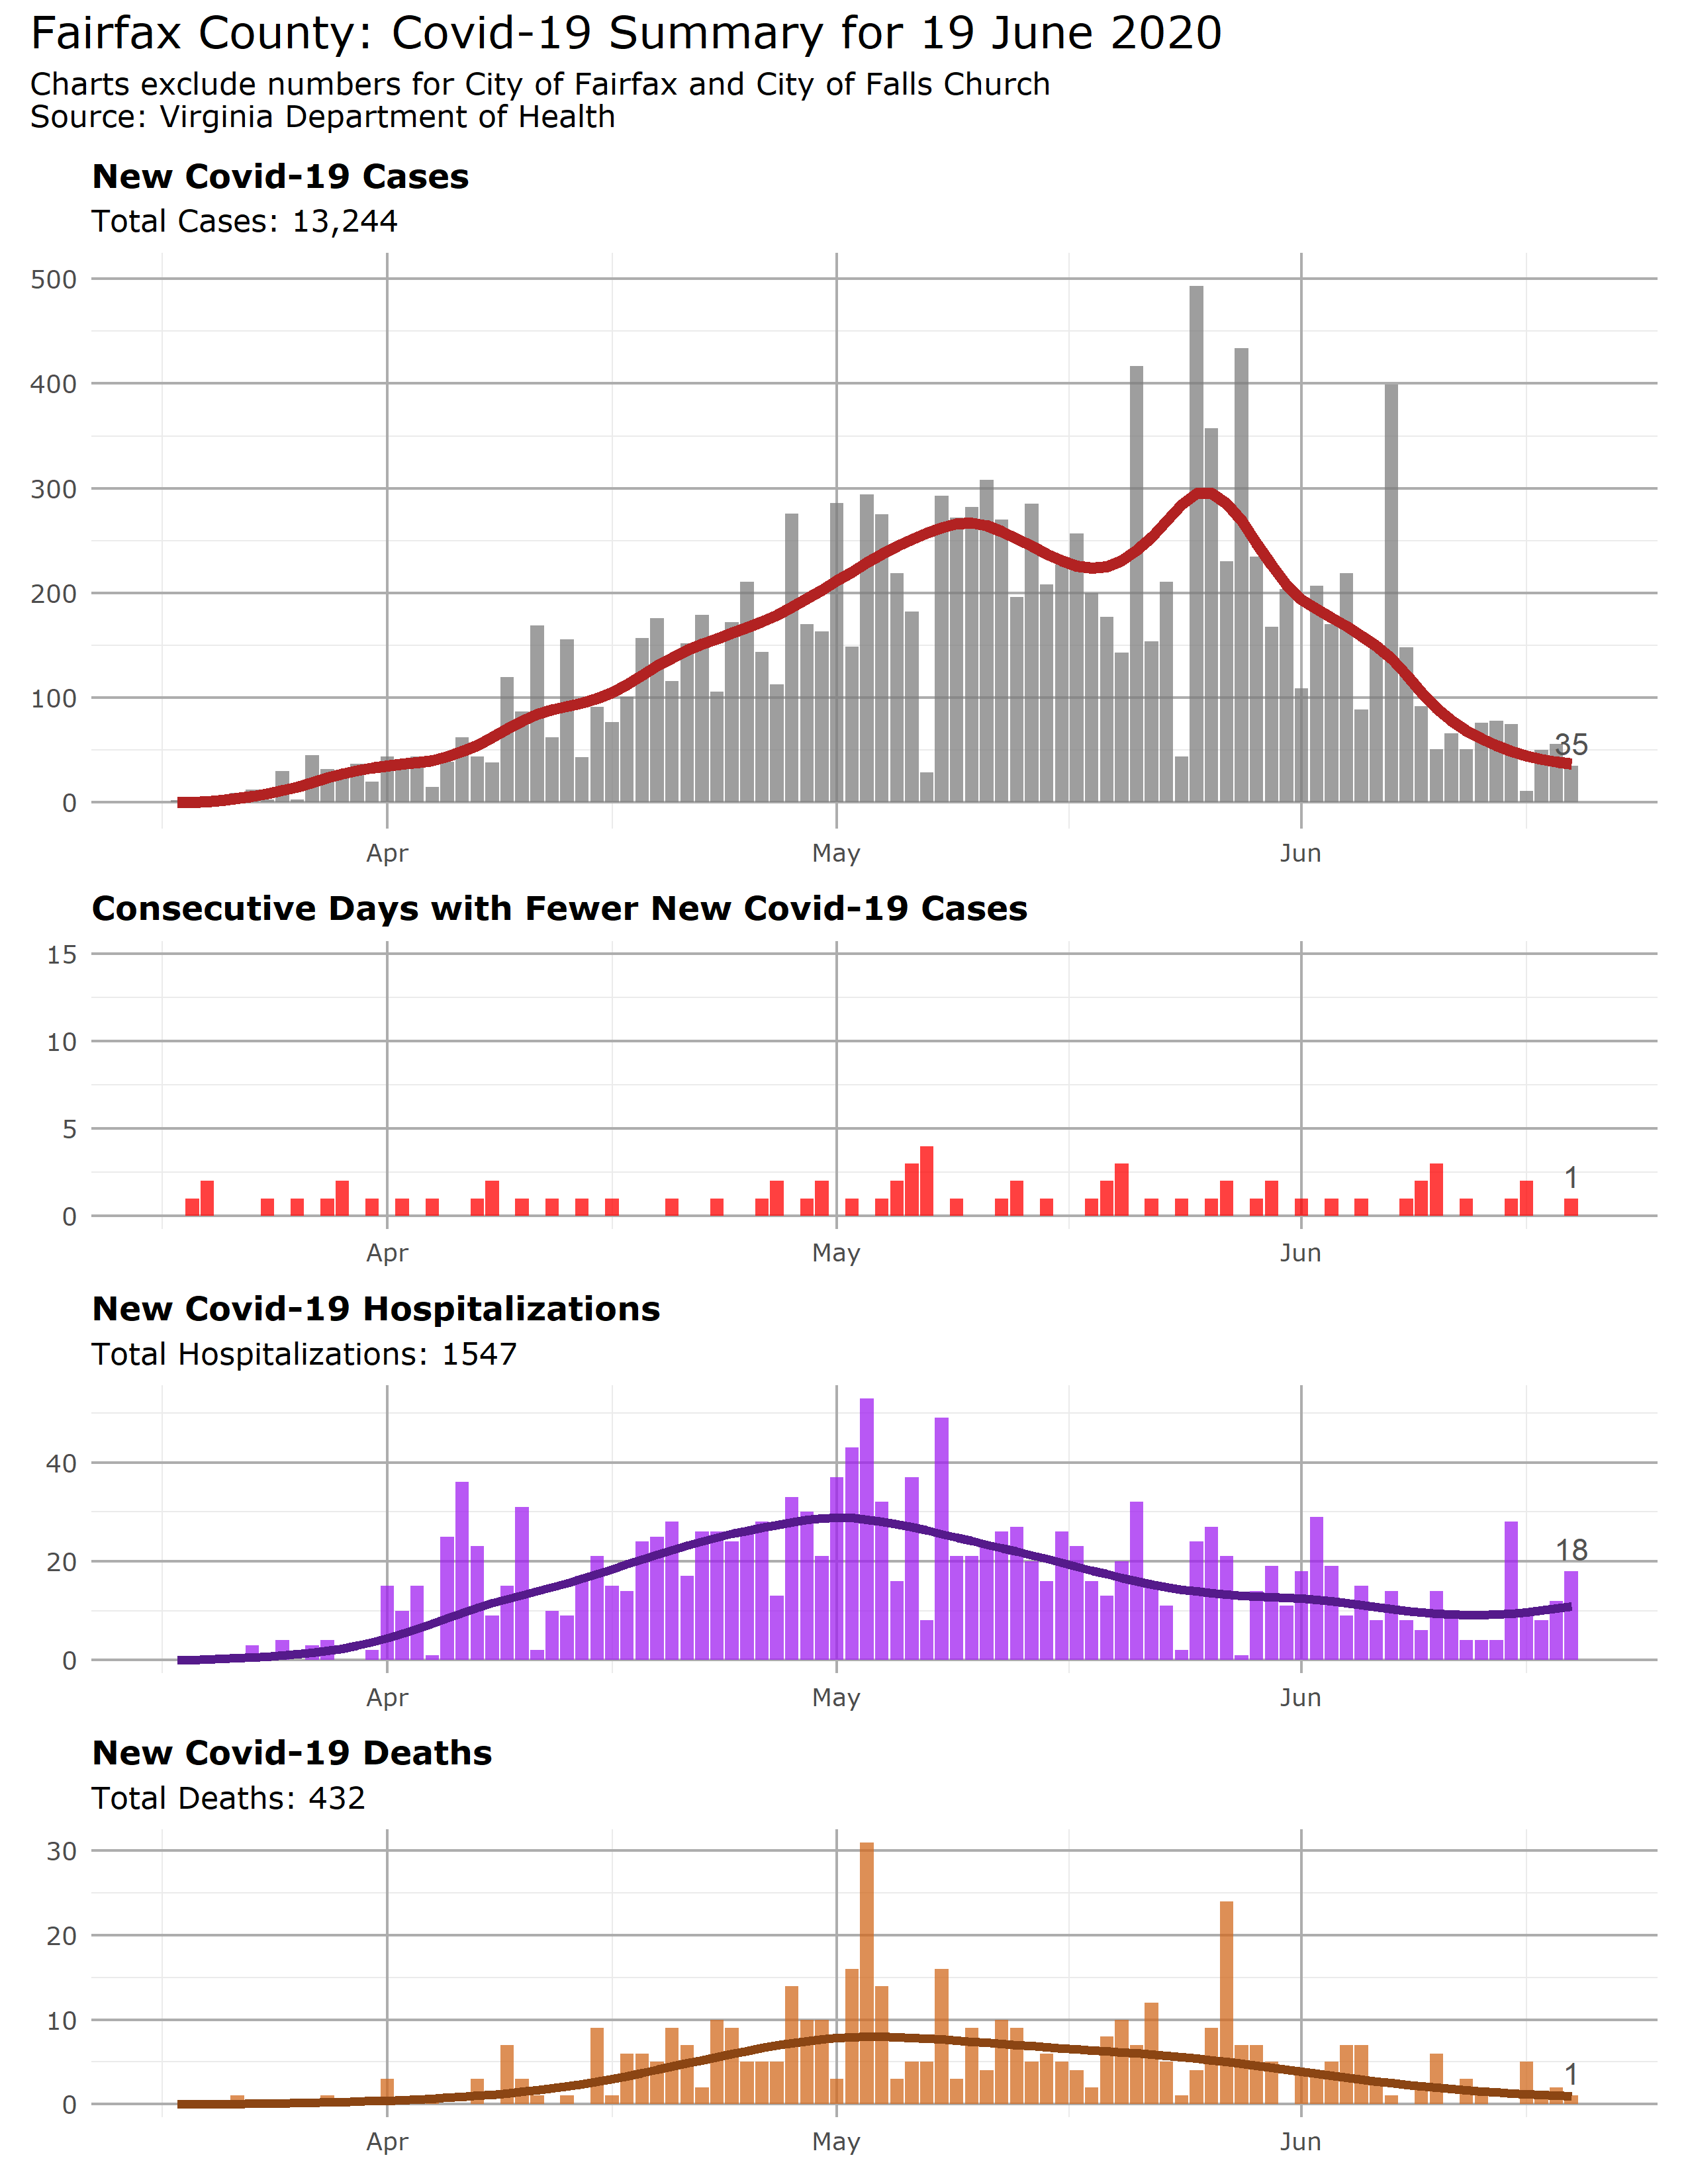 Fairfax County: Covid-19 Summary for 19 June 2020
Charts exclude numbers for City of Fairfax and City of Falls Church
Source: Virginia Department of Health
New Covid-19 Cases
Total Cases: 13,244
500
400
300
200
100
0
35
Apr May Jun
Consecutive Days with Fewer New Covid-19 Cases
15
10
5
0
1
Apr May Jun
New Covid-19 Hospitalizations
Total Hospitalizations: 1547
40
20
0
18
Apr May Jun
New Covid-19 Deaths
Total Deaths: 432
30
20
10
0
1
Apr May Jun